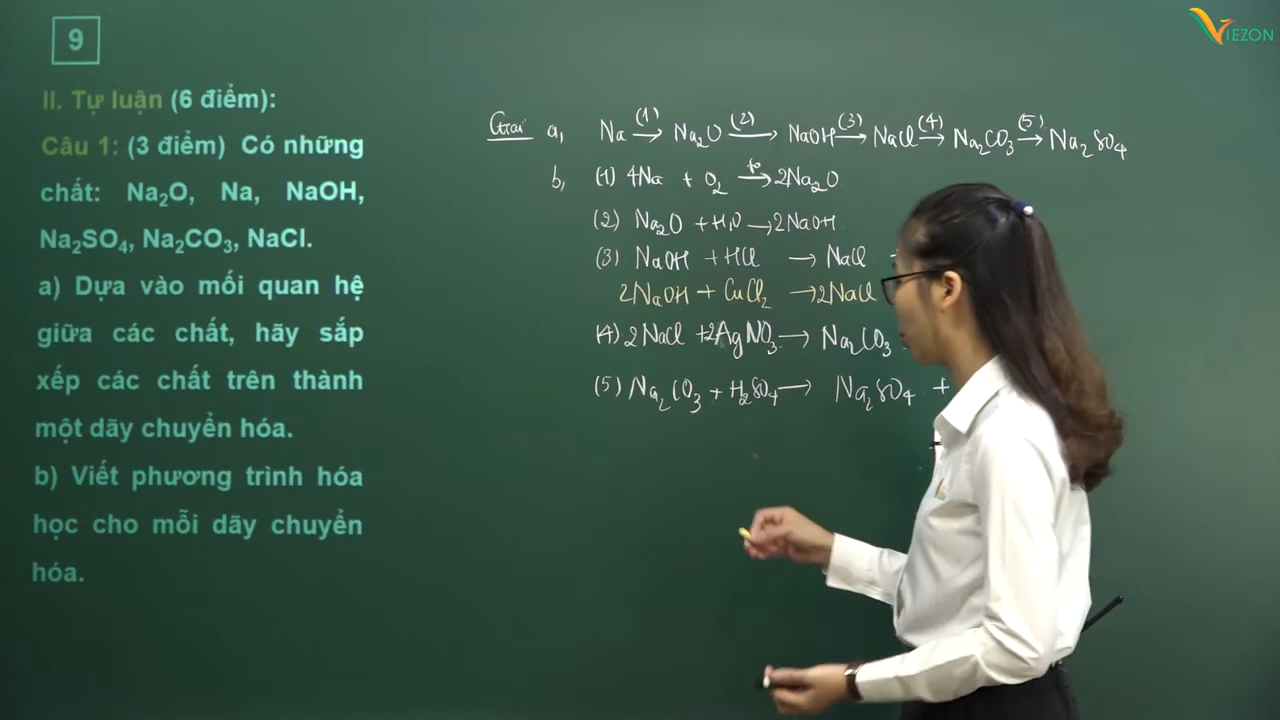 9
VIEZON
II. Tự luận (6 điểm):
Câu 1: (3 điểm) Có những
chất: Na₂O, Na, NaOH,
Na₂SO₄, Na₂CO₃, NaCl.
a) Dựa vào mối quan hệ
giữa các chất, hãy sắp
xếp các chất trên thành
một dãy chuyển hóa.
b) Viết phương trình hóa
học cho mỗi dãy chuyển
hóa.
Giải a, Na →(1) Na₂O →(2) NaOH →(3) NaCl →(4) Na₂CO₃ →(5) Na₂SO₄
b, (1) 4Na + O₂ →t° 2Na₂O
(2) Na₂O + H₂O → 2NaOH
(3) NaOH + HCl → NaCl +
2NaOH + CuCl₂ → 2NaCl
(4) 2NaCl + 2AgNO₃ → Na₂CO₃
(5) Na₂CO₃ + H₂SO₄ → Na₂SO₄ +